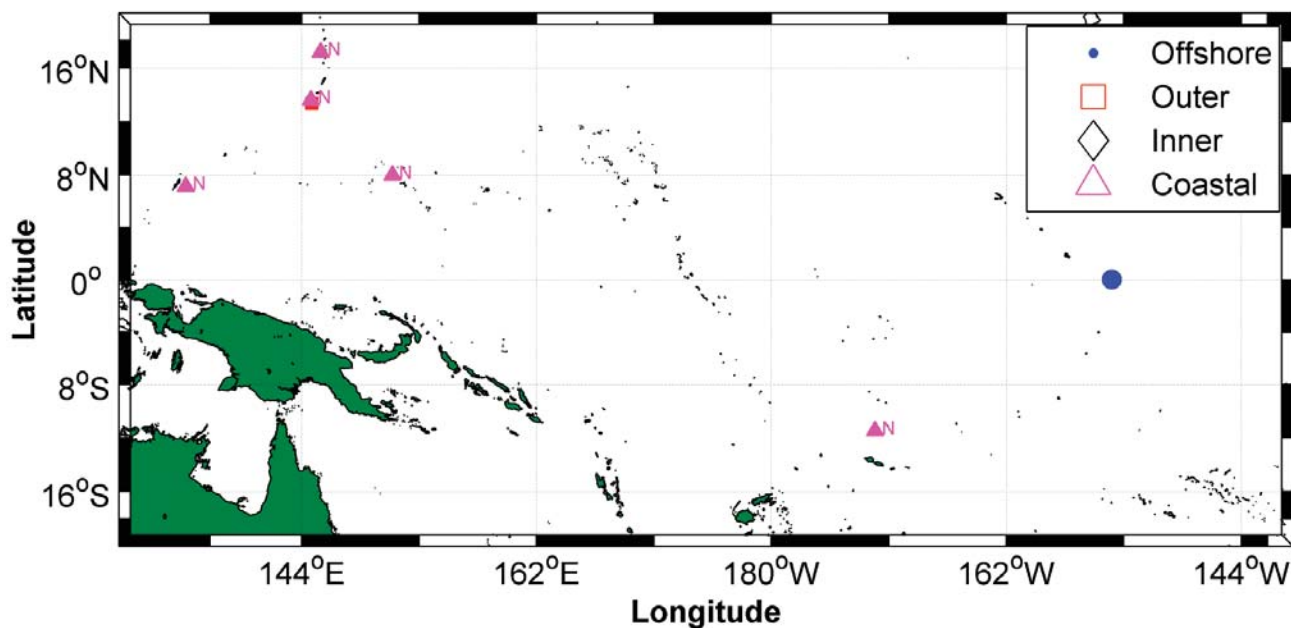 Offshore
Outer
Inner
Coastal
N
N
N
N
N
16°N
8°N
0°
8°S
16°S
Latitude
144°E
162°E
180°W
162°W
144°W
Longitude